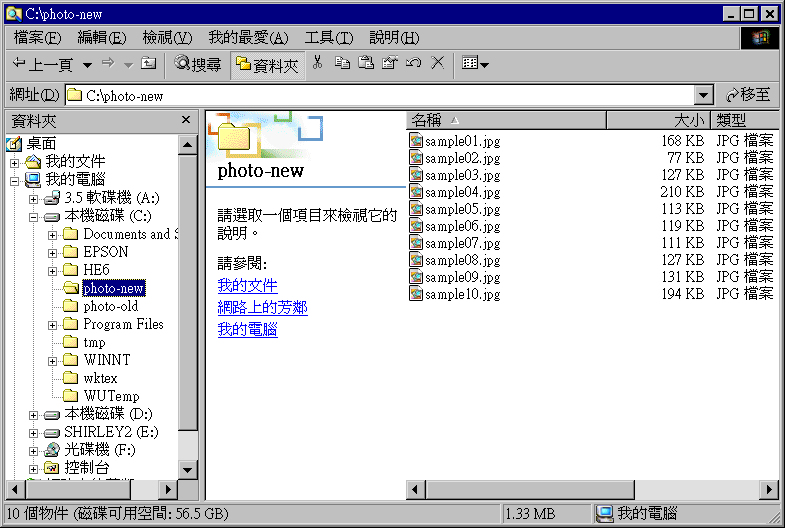 C:\photo-new
檔案(F) 編輯(E) 檢視(V) 我的最愛(A) 工具(T) 說明(H)
上一頁 搜尋 資料夾
網址(D) C:\photo-new 移至
資料夾
桌面
我的文件
我的電腦
3.5 軟碟機 (A:)
本機磁碟 (C:)
Documents and S
EPSON
HE6
photo-new
photo-old
Program Files
tmp
WINNT
wktex
WUTemp
本機磁碟 (D:)
SHIRLEY2 (E:)
光碟機 (F:)
控制台
photo-new
請選取一個項目來檢視它的
說明。
請參閱:
我的文件
網路上的芳鄰
我的電腦
名稱 大小 類型
sample01.jpg 168 KB JPG 檔案
sample02.jpg 77 KB JPG 檔案
sample03.jpg 127 KB JPG 檔案
sample04.jpg 210 KB JPG 檔案
sample05.jpg 113 KB JPG 檔案
sample06.jpg 119 KB JPG 檔案
sample07.jpg 111 KB JPG 檔案
sample08.jpg 127 KB JPG 檔案
sample09.jpg 131 KB JPG 檔案
sample10.jpg 194 KB JPG 檔案
10 個物件 (磁碟可用空間: 56.5 GB) 1.33 MB 我的電腦